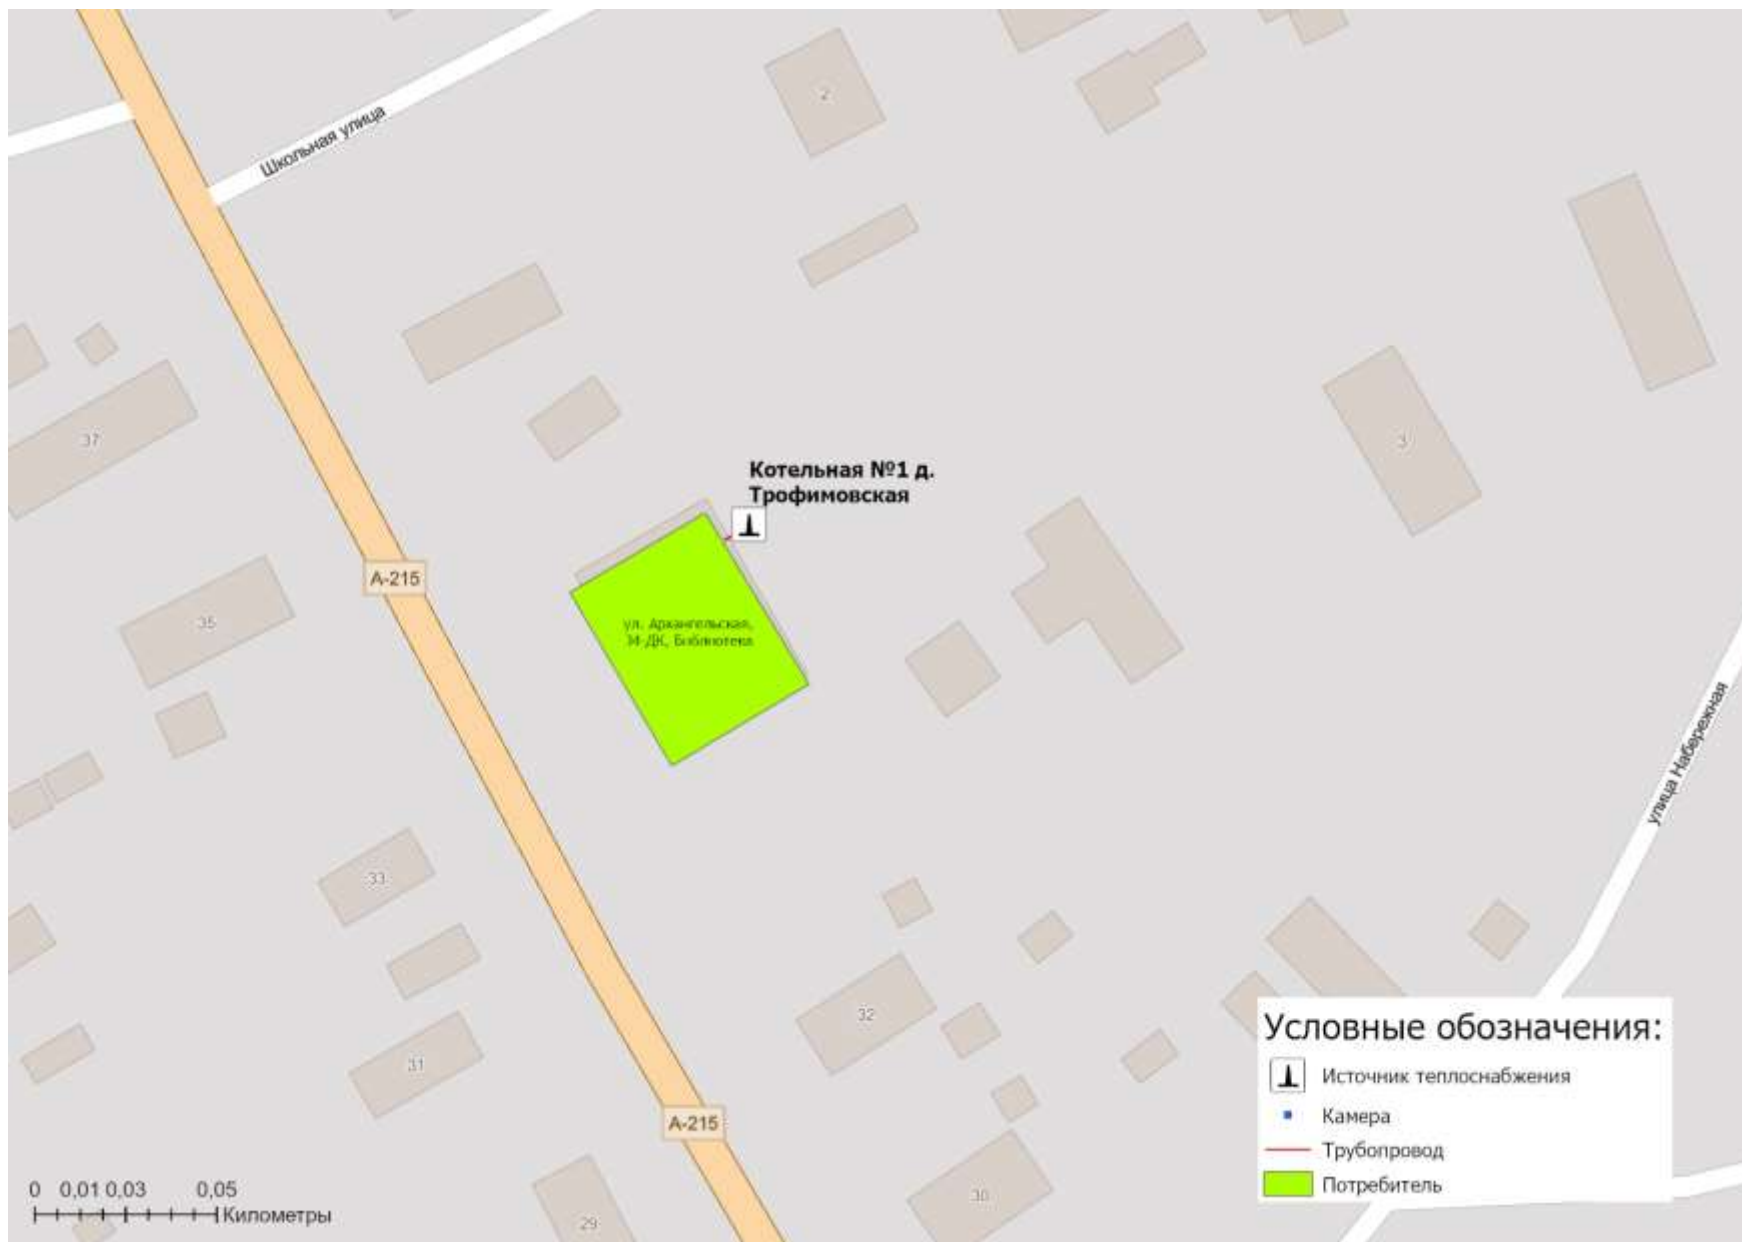 2
Школьная улица
37
3
Котельная №1 д.
Трофимовская
А-215
35
ул. Архангельская,
34-ДК, Библиотека
улица Набережная
33
32
Условные обозначения:
Источник теплоснабжения
31
Камера
А-215
Трубопровод
Потребитель
0 0,01 0,03 0,05
Километры
30
29